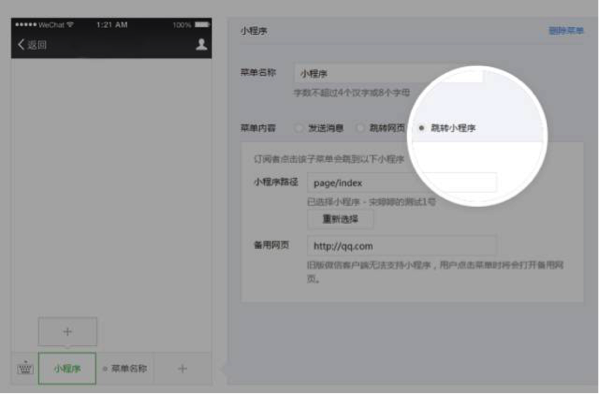 WeChat 1:21 AM 100%
返回
小程序 删除菜单
菜单名称 小程序
字数不超过4个汉字或8个字母
菜单内容 发送消息 跳转网页 跳转小程序
订阅者点击该子菜单会跳到以下小程序
小程序路径 page/index
已选择小程序 - 宋婷婷的测试1号
重新选择
备用网页 http://qq.com
旧版微信客户端无法支持小程序，用户点击菜单时将会打开备用网
页。
+
小程序 菜单名称 +